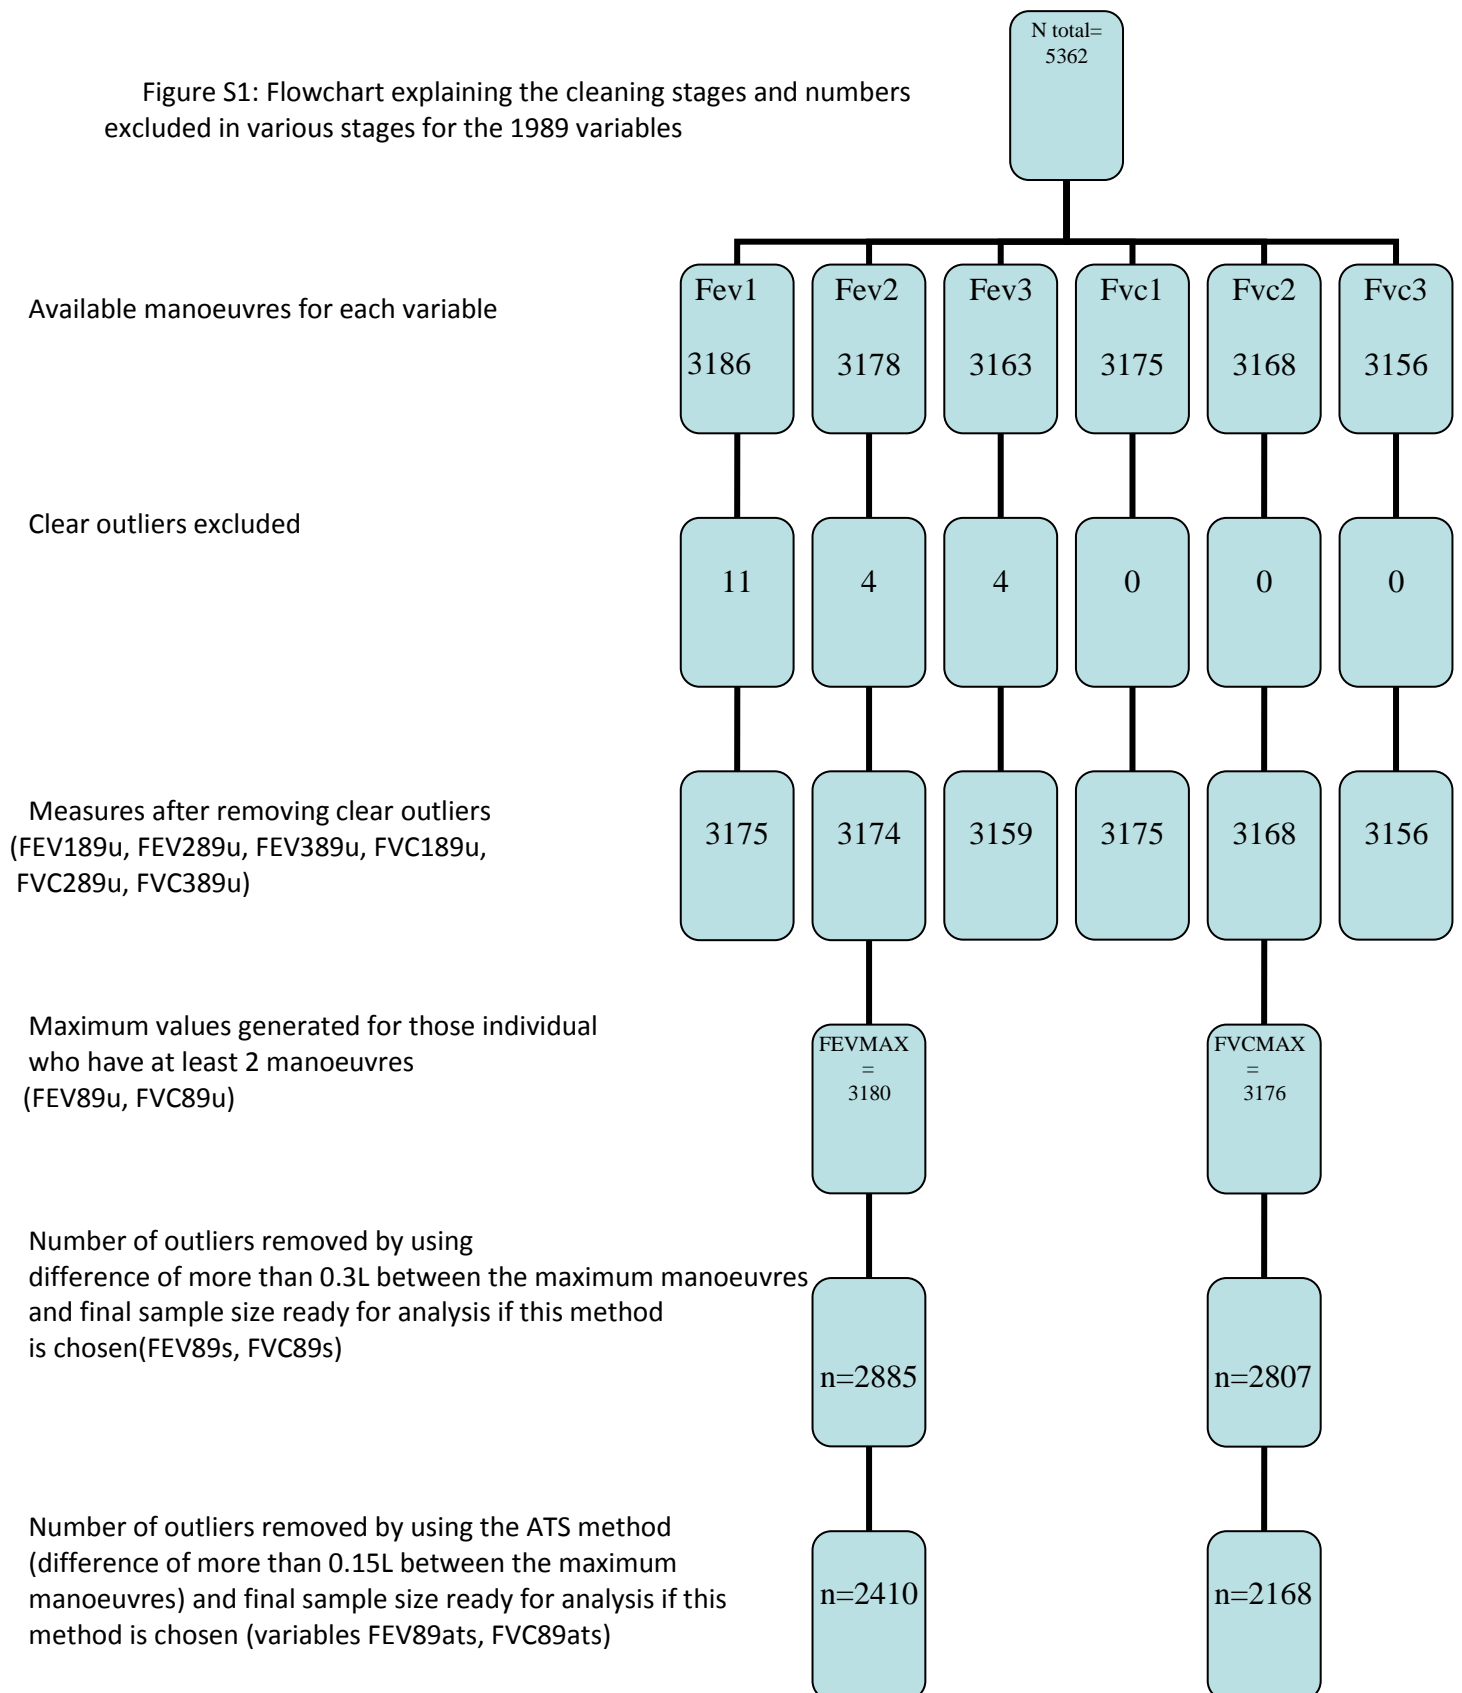 N total=
5362
Figure S1: Flowchart explaining the cleaning stages and numbers
excluded in various stages for the 1989 variables
Available manoeuvres for each variable
Fev1 Fev2 Fev3 Fvc1 Fvc2 Fvc3
3186 3178 3163 3175 3168 3156
Clear outliers excluded
11 4 4 0 0 0
Measures after removing clear outliers
(FEV189u, FEV289u, FEV389u, FVC189u,
FVC289u, FVC389u)
3175 3174 3159 3175 3168 3156
Maximum values generated for those individual
who have at least 2 manoeuvres
(FEV89u, FVC89u)
FEVMAX
=
3180
FVCMAX
=
3176
Number of outliers removed by using
difference of more than 0.3L between the maximum manoeuvres
and final sample size ready for analysis if this method
is chosen(FEV89s, FVC89s)
n=2885 n=2807
Number of outliers removed by using the ATS method
(difference of more than 0.15L between the maximum
manoeuvres) and final sample size ready for analysis if this
method is chosen (variables FEV89ats, FVC89ats)
n=2410 n=2168